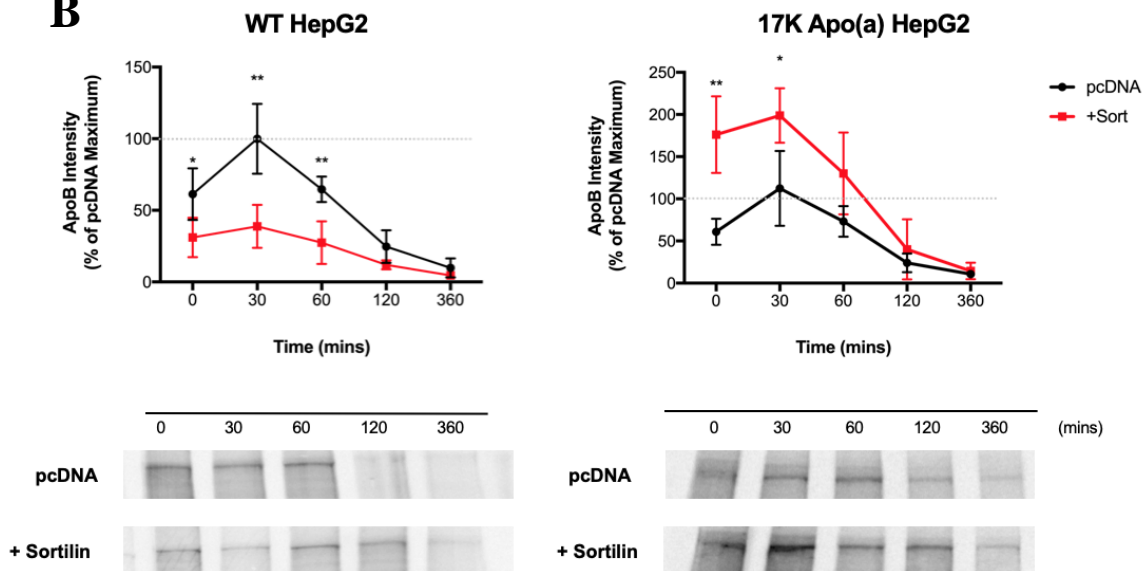 B
WT HepG2
17K Apo(a) HepG2
ApoB Intensity
(% of pcDNA Maximum)
150
100
50
0
*
**
**
0 30 60 120 360
Time (mins)
ApoB Intensity
(% of pcDNA Maximum)
250
200
150
100
50
0
**
*
0 30 60 120 360
Time (mins)
pcDNA
+Sort
0 30 60 120 360
0 30 60 120 360 (mins)
pcDNA
pcDNA
+ Sortilin
+ Sortilin